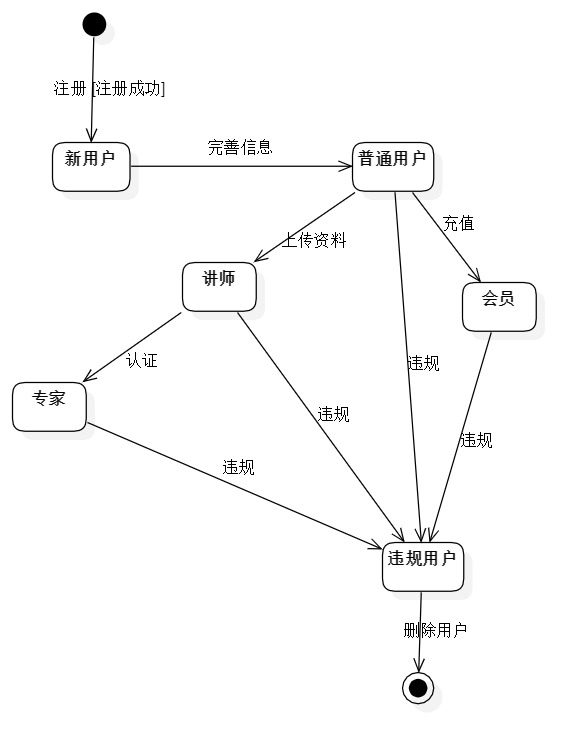 注册 [注册成功]
新用户
完善信息
普通用户
充值
上传资料
讲师
会员
认证
违规
专家
违规
违规
违规
违规用户
删除用户